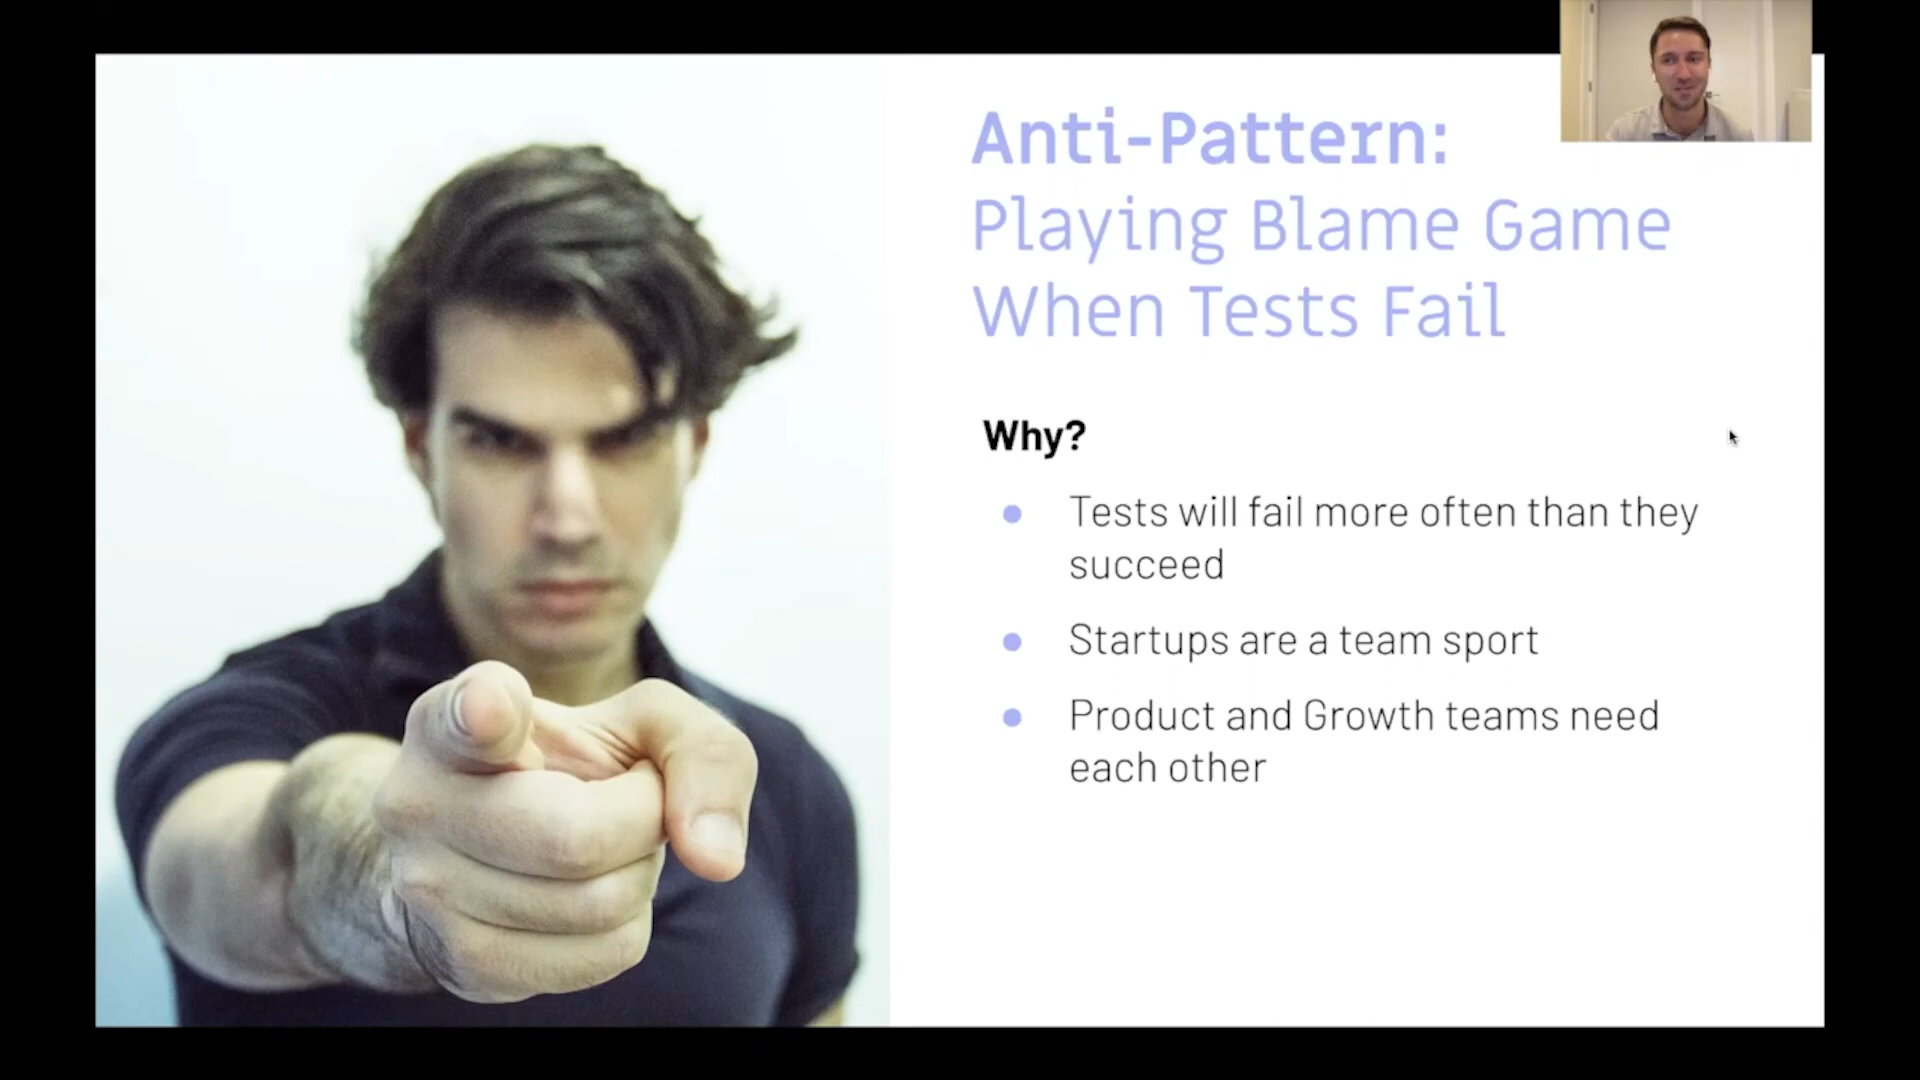 Anti-Pattern:
Playing Blame Game
When Tests Fail
Why?
Tests will fail more often than they
succeed
Startups are a team sport
Product and Growth teams need
each other